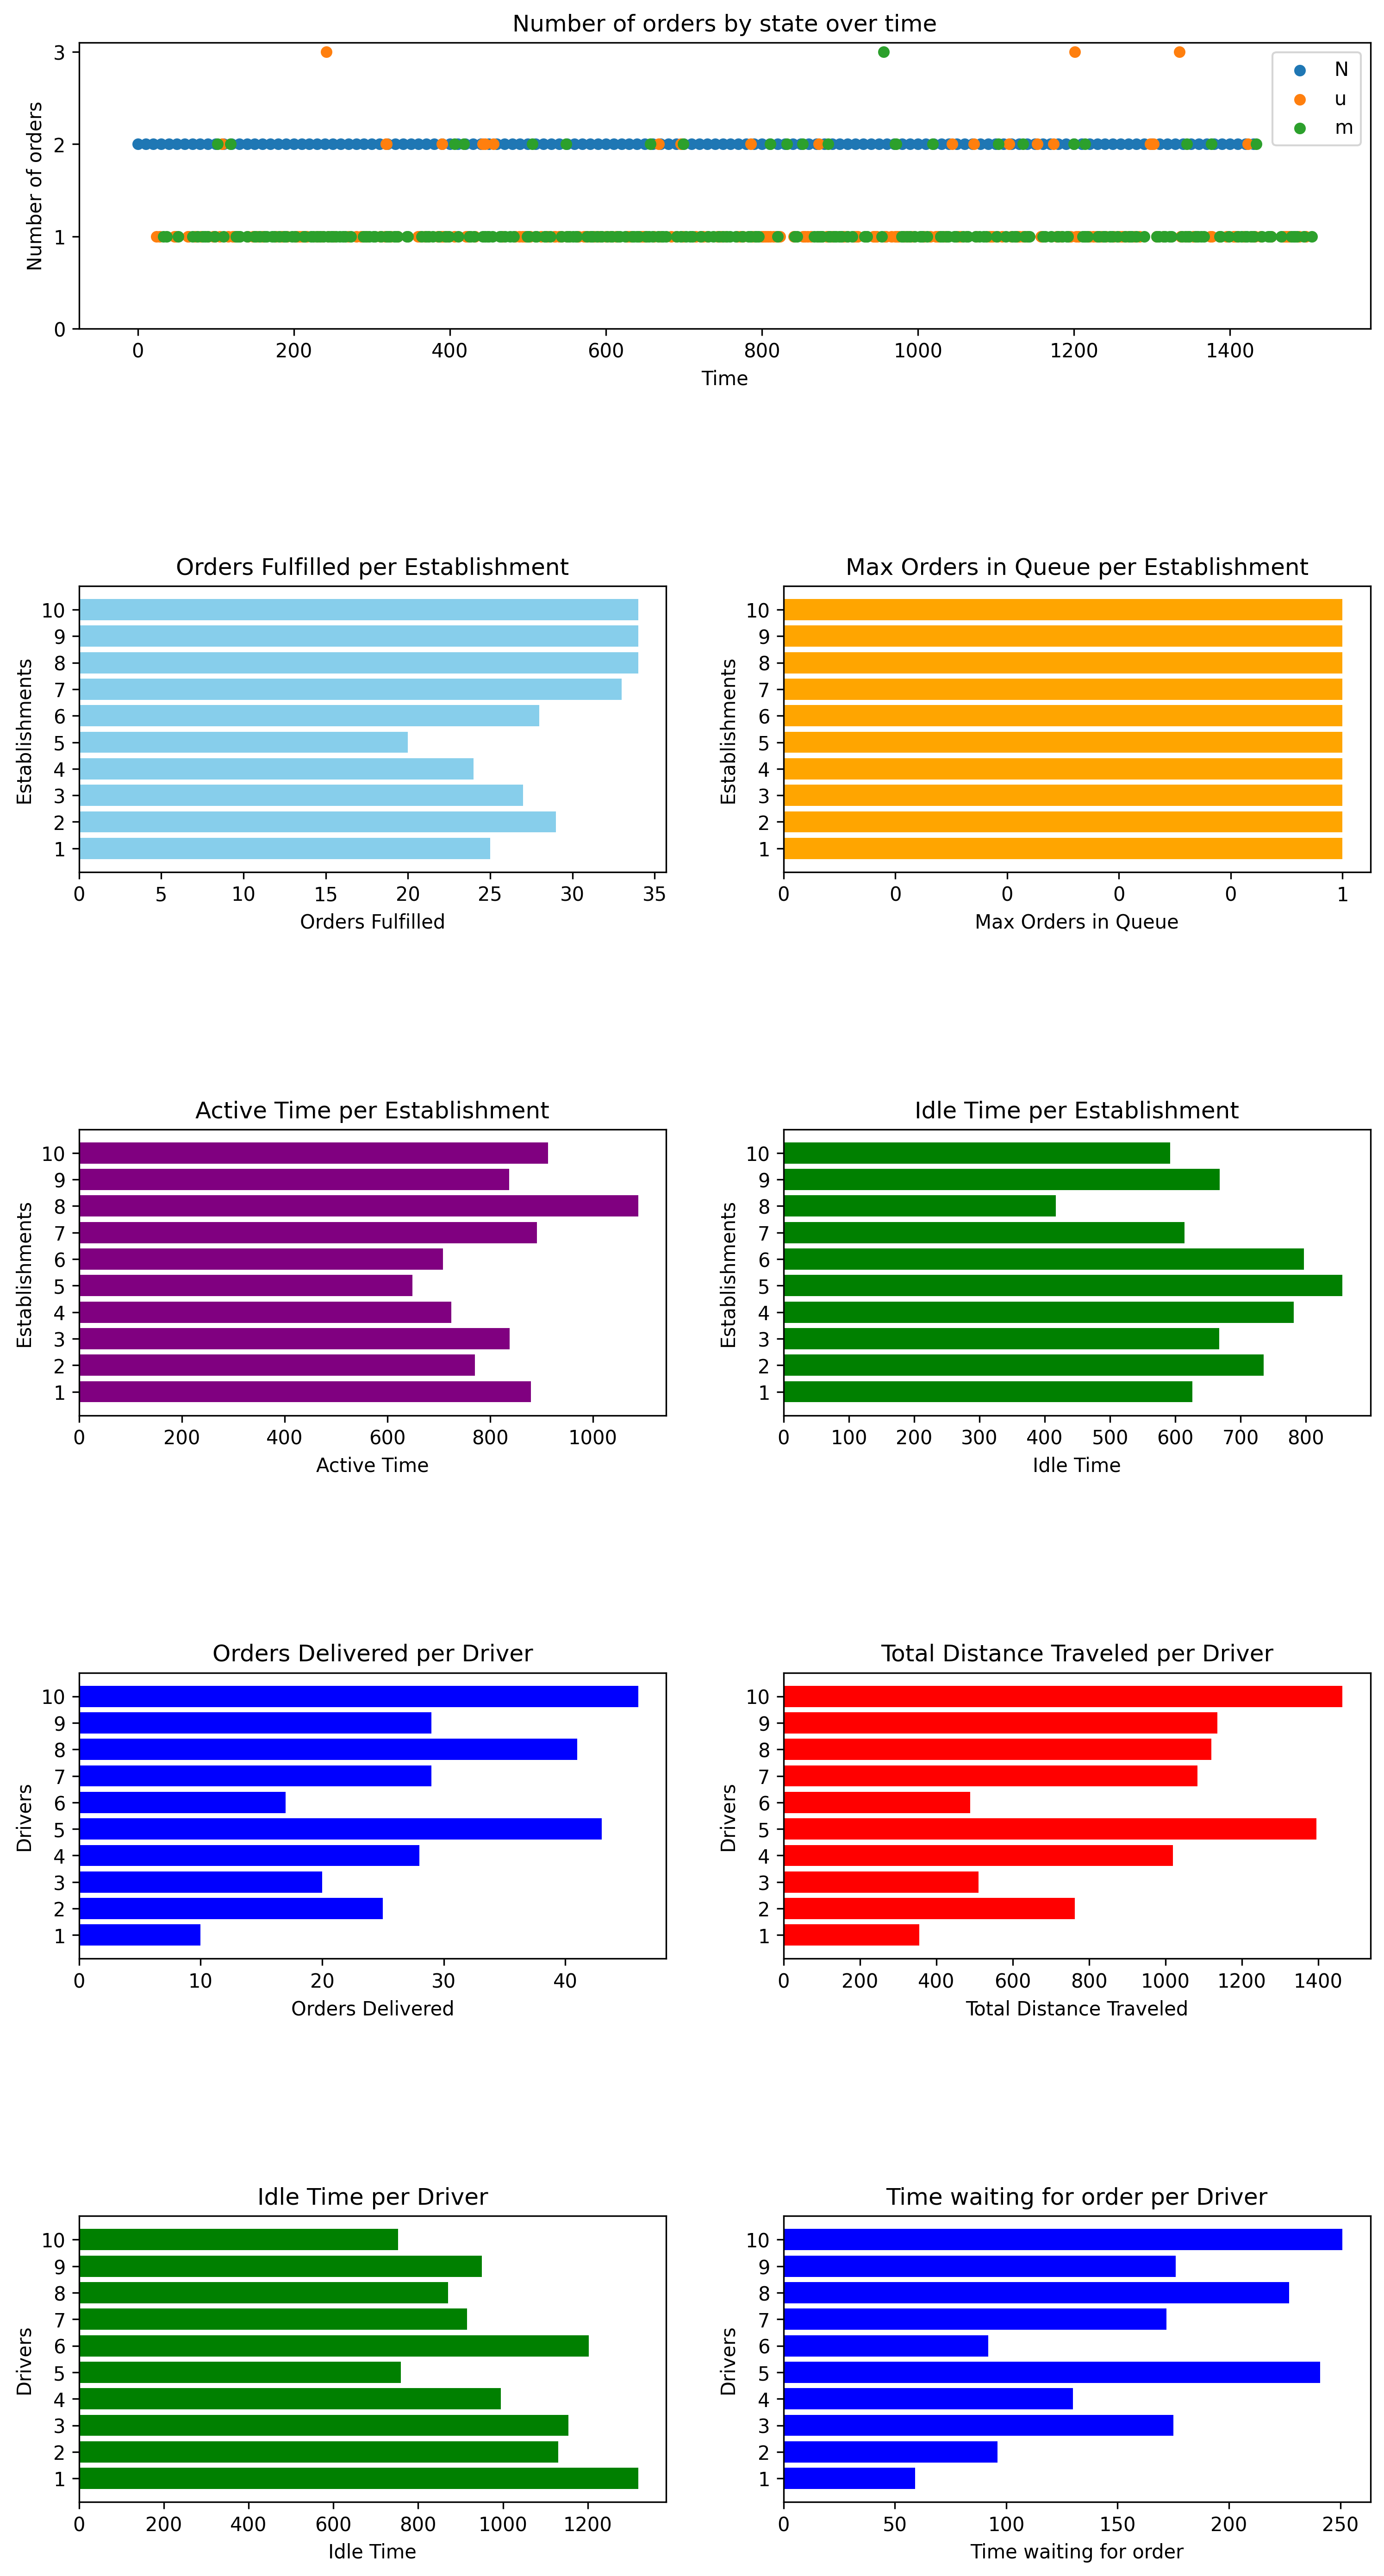 Number of orders by state over time
Number of orders
3
2
1
0
N
u
m
0 200 400 600 800 1000 1200 1400
Time
Orders Fulfilled per Establishment
Establishments
10
9
8
7
6
5
4
3
2
1
0 5 10 15 20 25 30 35
Orders Fulfilled
Max Orders in Queue per Establishment
Establishments
10
9
8
7
6
5
4
3
2
1
0 0 0 0 0 1
Max Orders in Queue
Active Time per Establishment
Establishments
10
9
8
7
6
5
4
3
2
1
0 200 400 600 800 1000
Active Time
Idle Time per Establishment
Establishments
10
9
8
7
6
5
4
3
2
1
0 100 200 300 400 500 600 700 800
Idle Time
Orders Delivered per Driver
Drivers
10
9
8
7
6
5
4
3
2
1
0 10 20 30 40
Orders Delivered
Total Distance Traveled per Driver
Drivers
10
9
8
7
6
5
4
3
2
1
0 200 400 600 800 1000 1200 1400
Total Distance Traveled
Idle Time per Driver
Drivers
10
9
8
7
6
5
4
3
2
1
0 200 400 600 800 1000 1200
Idle Time
Time waiting for order per Driver
Drivers
10
9
8
7
6
5
4
3
2
1
0 50 100 150 200 250
Time waiting for order